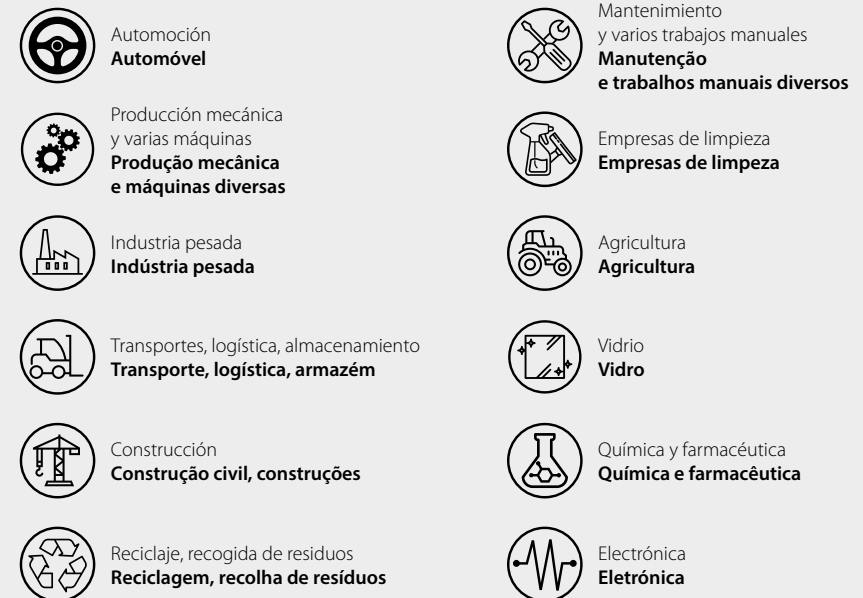 Automoción
Automóvel
Producción mecánica
y varias máquinas
Produção mecânica
e máquinas diversas
Industria pesada
Indústria pesada
Transportes, logística, almacenamiento
Transporte, logística, armazém
Construcción
Construção civil, construções
Reciclaje, recogida de residuos
Reciclagem, recolha de resíduos
Mantenimiento
y varios trabajos manuales
Manutenção
e trabalhos manuais diversos
Empresas de limpieza
Empresas de limpeza
Agricultura
Agricultura
Vidrio
Vidro
Química y farmacéutica
Química e farmacêutica
Electrónica
Eletrónica